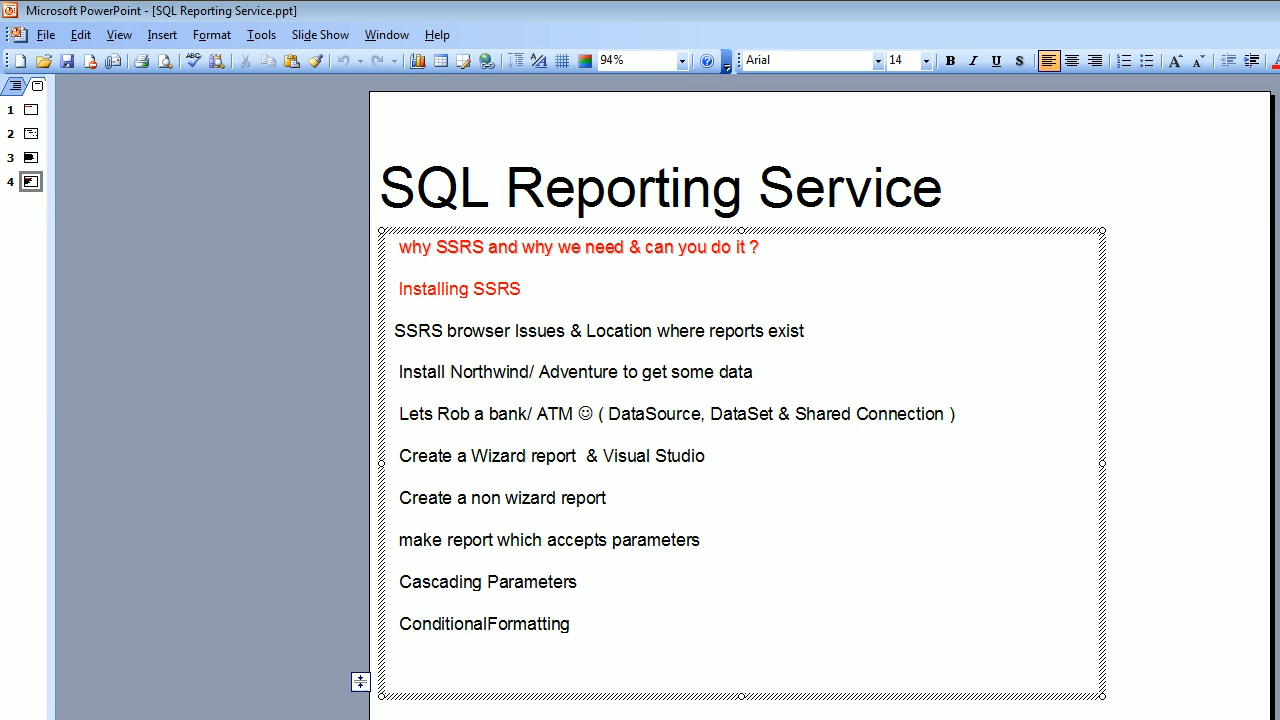 Microsoft PowerPoint - [SQL Reporting Service.ppt]
File Edit View Insert Format Tools Slide Show Window Help
94% Arial 14 B I U S
1
2
3
4
SQL Reporting Service
why SSRS and why we need & can you do it ?
Installing SSRS
SSRS browser Issues & Location where reports exist
Install Northwind/ Adventure to get some data
Lets Rob a bank/ ATM ☺ ( DataSource, DataSet & Shared Connection )
Create a Wizard report & Visual Studio
Create a non wizard report
make report which accepts parameters
Cascading Parameters
ConditionalFormatting